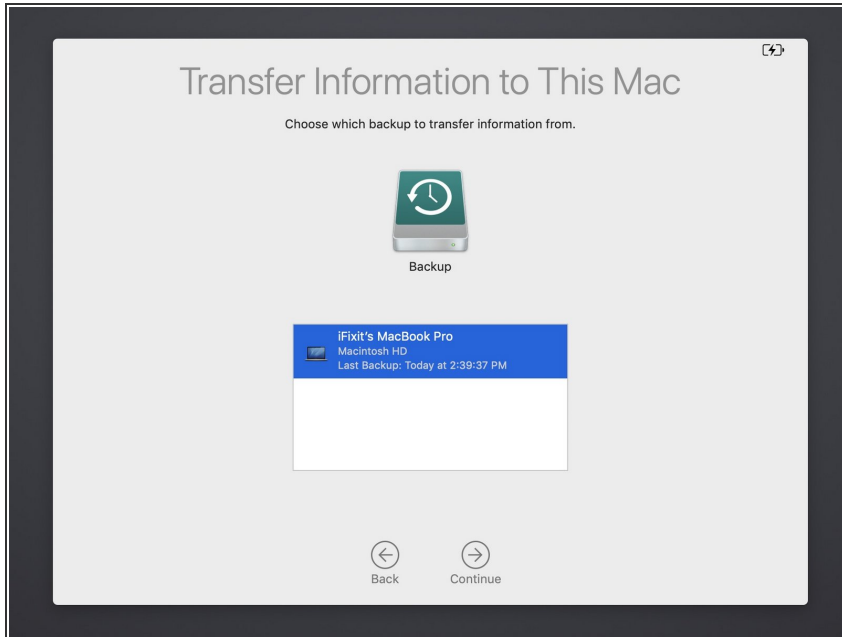 Transfer Information to This Mac
Choose which backup to transfer information from.
Backup
iFixit's MacBook Pro
Macintosh HD
Last Backup: Today at 2:39:37 PM
Back
Continue